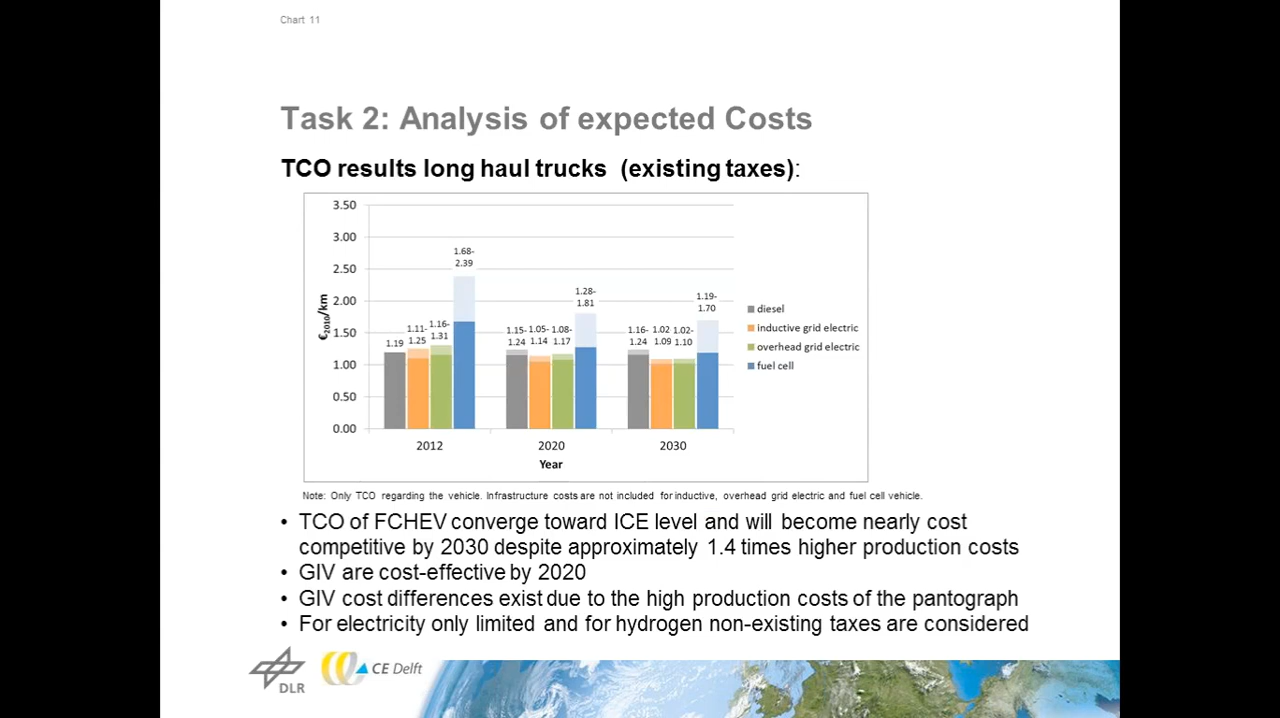 Chart 11
Task 2: Analysis of expected Costs
TCO results long haul trucks (existing taxes):
3.50
3.00
2.50
2.00
1.50
1.00
0.50
0.00
€2010/km
1.19
1.11-
1.25
1.16-
1.31
1.68-
2.39
1.15-
1.24
1.05-
1.14
1.08-
1.17
1.28-
1.81
1.16-
1.24
1.02
1.09
1.02-
1.10
1.19-
1.70
2012
2020
2030
Year
diesel
inductive grid electric
overhead grid electric
fuel cell
Note: Only TCO regarding the vehicle. Infrastructure costs are not included for inductive, overhead grid electric and fuel cell vehicle.
• TCO of FCHEV converge toward ICE level and will become nearly cost
competitive by 2030 despite approximately 1.4 times higher production costs
• GIV are cost-effective by 2020
• GIV cost differences exist due to the high production costs of the pantograph
• For electricity only limited and for hydrogen non-existing taxes are considered
DLR
CE Delft